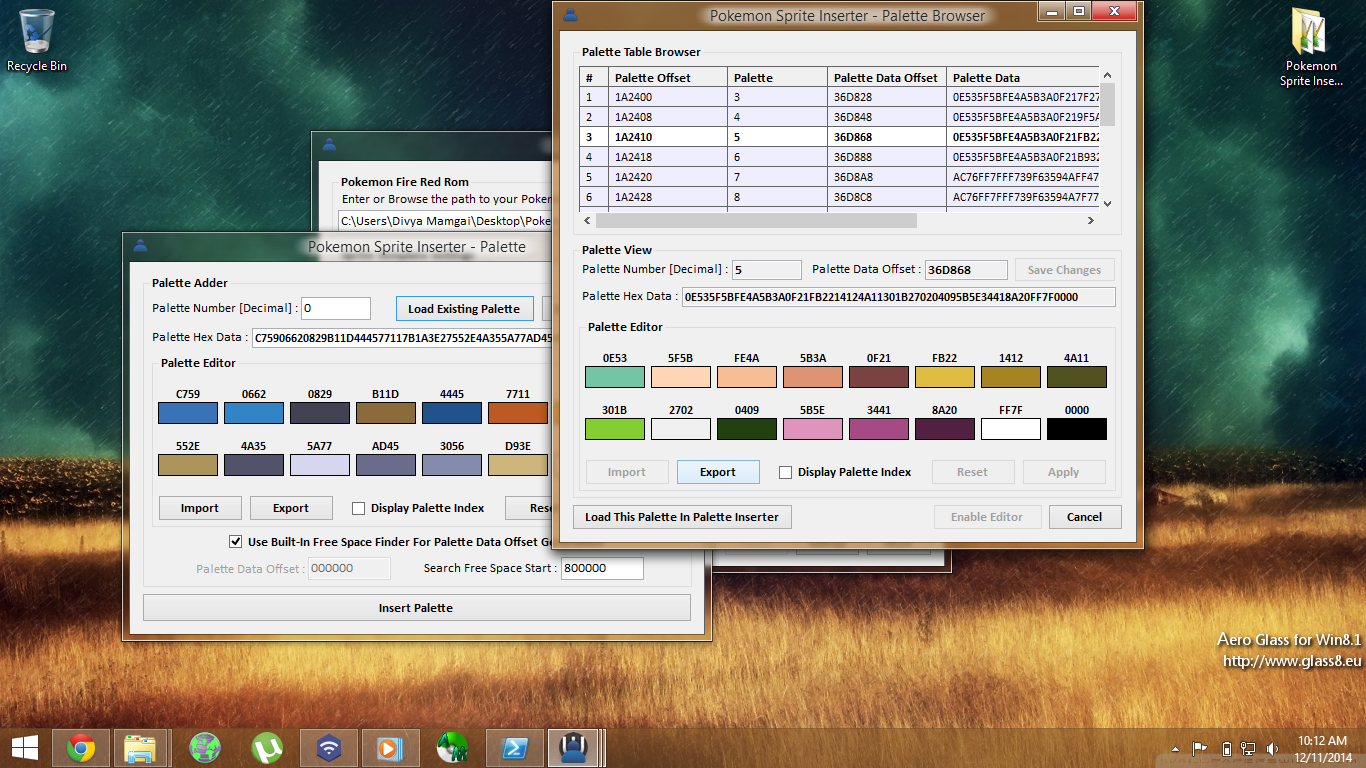 Recycle Bin
Pokemon
Sprite Inse...
Pokemon Sprite Inserter - Palette Browser
Palette Table Browser
# Palette Offset Palette Palette Data Offset Palette Data
1 1A2400 3 36D828 0E535F5BFE4A5B3A0F217F27
2 1A2408 4 36D848 0E535F5BFE4A5B3A0F219F5A
3 1A2410 5 36D868 0E535F5BFE4A5B3A0F21FB22
4 1A2418 6 36D888 0E535F5BFE4A5B3A0F21B932
5 1A2420 7 36D8A8 AC76FF7FFF739F63594AFF47
6 1A2428 8 36D8C8 AC76FF7FFF739F63594A7F77
Palette View
Palette Number [Decimal] : 5 Palette Data Offset : 36D868 Save Changes
Palette Hex Data : 0E535F5BFE4A5B3A0F21FB2214124A11301B270204095B5E34418A20FF7F0000
Palette Editor
0E53 5F5B FE4A 5B3A 0F21 FB22 1412 4A11
301B 2702 0409 5B5E 3441 8A20 FF7F 0000
Import Export Display Palette Index Reset Apply
Load This Palette In Palette Inserter Enable Editor Cancel
Pokemon Fire Red Rom
Enter or Browse the path to your Pokem
C:\Users\Divya Mamgai\Desktop\Poke
Pokemon Sprite Inserter - Palette
Palette Adder
Palette Number [Decimal] : 0 Load Existing Palette
Palette Hex Data : C75906620829B11D444577117B1A3E27552E4A355A77AD45
Palette Editor
C759 0662 0829 B11D 4445 7711
552E 4A35 5A77 AD45 3056 D93E
Import Export Display Palette Index Rese
Use Built-In Free Space Finder For Palette Data Offset Ge
Palette Data Offset : 000000 Search Free Space Start : 800000
Insert Palette
Aero Glass for Win8.1
http://www.glass8.eu
10:12 AM
12/11/2014